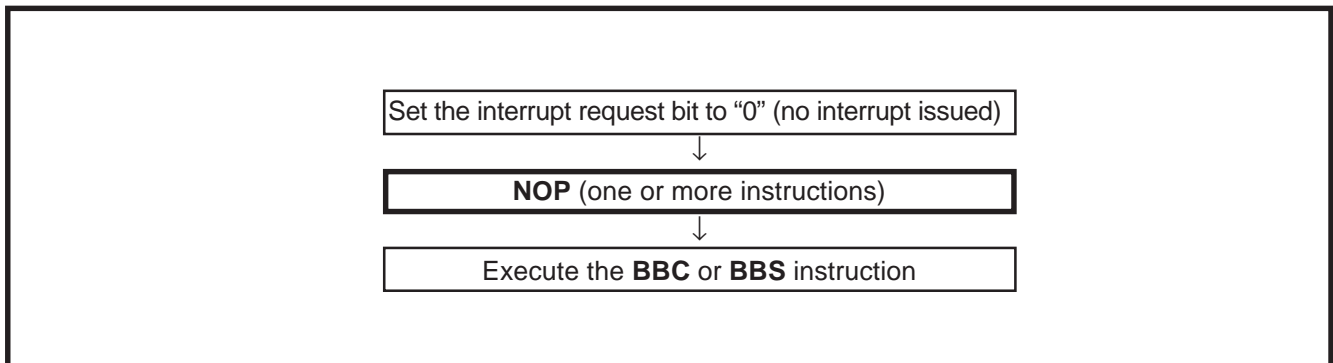 Set the interrupt request bit to “0” (no interrupt issued)
↓
NOP (one or more instructions)
↓
Execute the BBC or BBS instruction